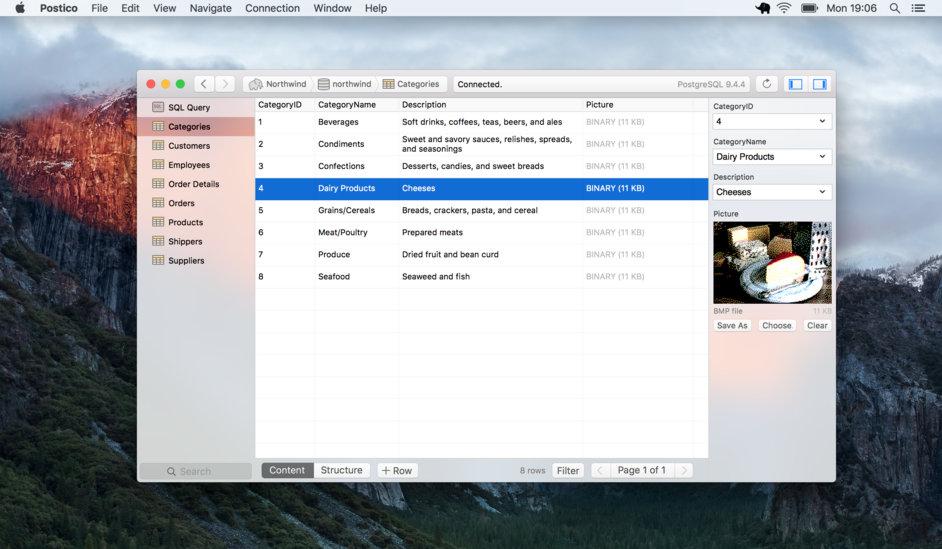 Postico File Edit View Navigate Connection Window Help Mon 19:06
Northwind northwind Categories Connected. PostgreSQL 9.4.4
SQL Query
Categories
Customers
Employees
Order Details
Orders
Products
Shippers
Suppliers
Search
CategoryID CategoryName Description Picture
1 Beverages Soft drinks, coffees, teas, beers, and ales BINARY (11 KB)
2 Condiments Sweet and savory sauces, relishes, spreads, and seasonings BINARY (11 KB)
3 Confections Desserts, candies, and sweet breads BINARY (11 KB)
4 Dairy Products Cheeses BINARY (11 KB)
5 Grains/Cereals Breads, crackers, pasta, and cereal BINARY (11 KB)
6 Meat/Poultry Prepared meats BINARY (11 KB)
7 Produce Dried fruit and bean curd BINARY (11 KB)
8 Seafood Seaweed and fish BINARY (11 KB)
Content Structure + Row 8 rows Filter Page 1 of 1
CategoryID
4
CategoryName
Dairy Products
Description
Cheeses
Picture
BMP file 11 KB
Save As Choose Clear